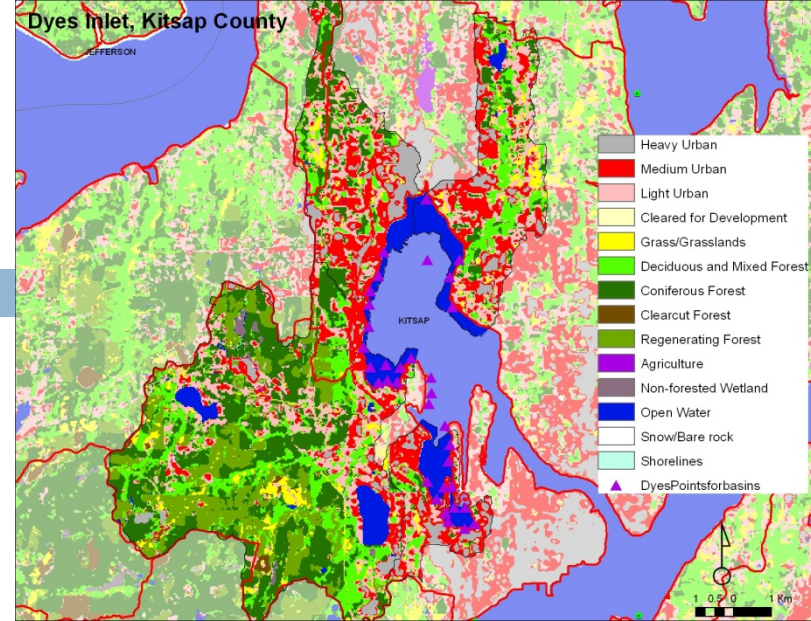 Dyes Inlet, Kitsap County
JEFFERSON
Heavy Urban
Medium Urban
Light Urban
Cleared for Development
Grass/Grasslands
Deciduous and Mixed Forest
Coniferous Forest
Clearcut Forest
Regenerating Forest
Agriculture
Non-forested Wetland
Open Water
Snow/Bare rock
Shorelines
DyesPointsforbasins
KITSAP
1 0.5 0 1 Km